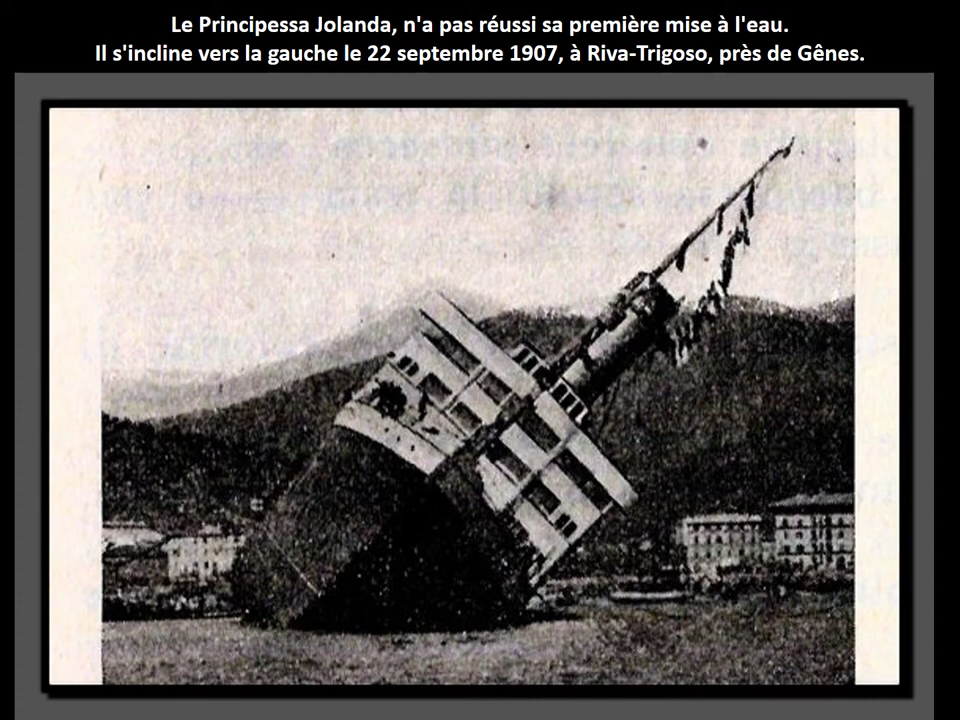 Le Principessa Jolanda, n'a pas réussi sa première mise à l'eau.
Il s'incline vers la gauche le 22 septembre 1907, à Riva-Trigoso, près de Gênes.